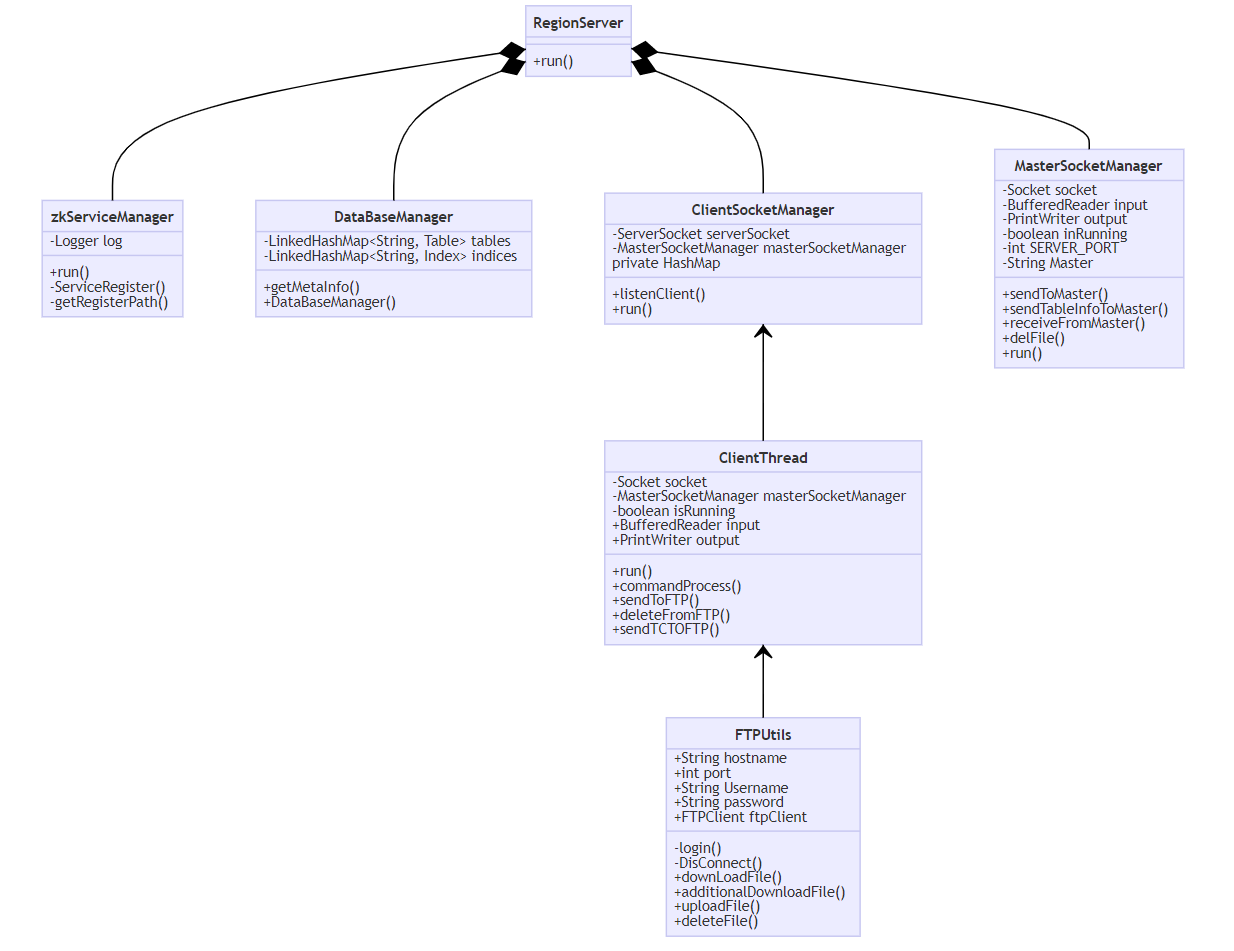 RegionServer
+run()
zkServiceManager
-Logger log
+run()
-ServiceRegister()
-getRegisterPath()
DataBaseManager
-LinkedHashMap<String, Table> tables
-LinkedHashMap<String, Index> indices
+getMetaInfo()
+DataBaseManager()
ClientSocketManager
-ServerSocket serverSocket
-MasterSocketManager masterSocketManager
private HashMap
+listenClient()
+run()
MasterSocketManager
-Socket socket
-BufferedReader input
-PrintWriter output
-boolean inRunning
-int SERVER_PORT
-String Master
+sendToMaster()
+sendTableInfoToMaster()
+receiveFromMaster()
+delFile()
+run()
ClientThread
-Socket socket
-MasterSocketManager masterSocketManager
-boolean isRunning
+BufferedReader input
+PrintWriter output
+run()
+commandProcess()
+sendToFTP()
+deleteFromFTP()
+sendTCTOFTP()
FTPUtils
+String hostname
+int port
+String Username
+String password
+FTPClient ftpClient
-login()
-DisConnect()
+downLoadFile()
+additionalDownloadFile()
+uploadFile()
+deleteFile()